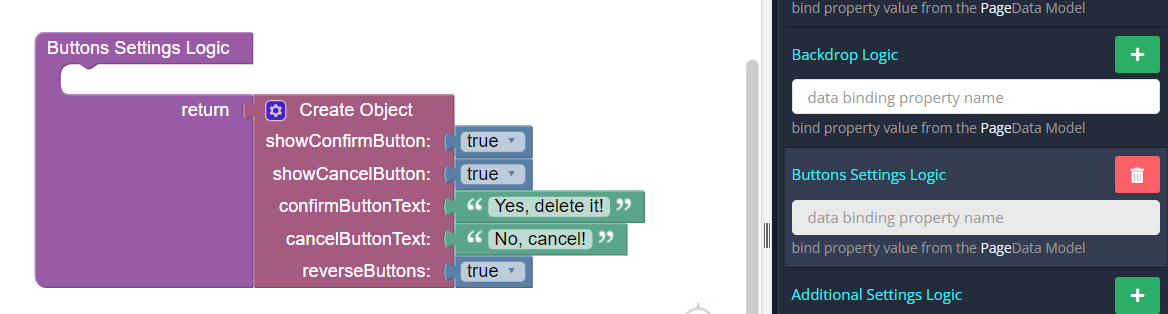 bind property value from the PageData Model
Buttons Settings Logic
return
Create Object
showConfirmButton: true
showCancelButton: true
confirmButtonText: “ Yes, delete it! ”
cancelButtonText: “ No, cancel! ”
reverseButtons: true
Backdrop Logic
data binding property name
bind property value from the PageData Model
Buttons Settings Logic
data binding property name
bind property value from the PageData Model
Additional Settings Logic